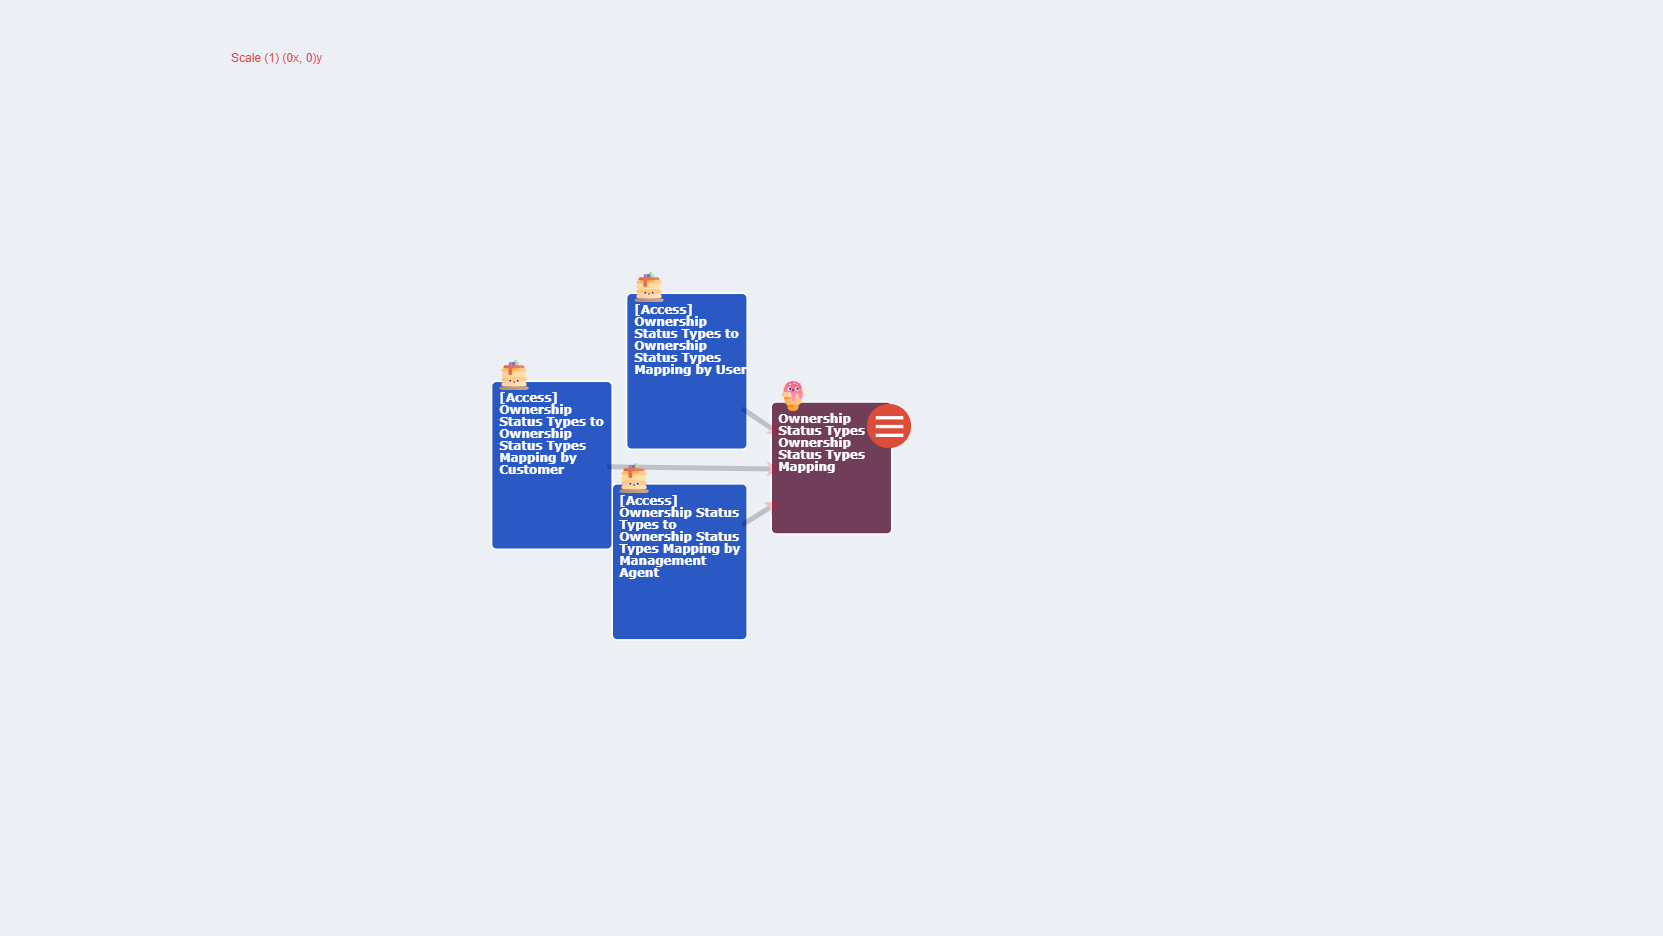 Scale (1) (0x, 0)y
[Access]
Ownership
Status Types to
Ownership
Status Types
Mapping by User
[Access]
Ownership
Status Types to
Ownership
Status Types
Mapping by
Customer
Ownership
Status Types
Ownership
Status Types
Mapping
[Access]
Ownership Status
Types to
Ownership Status
Types Mapping by
Management
Agent